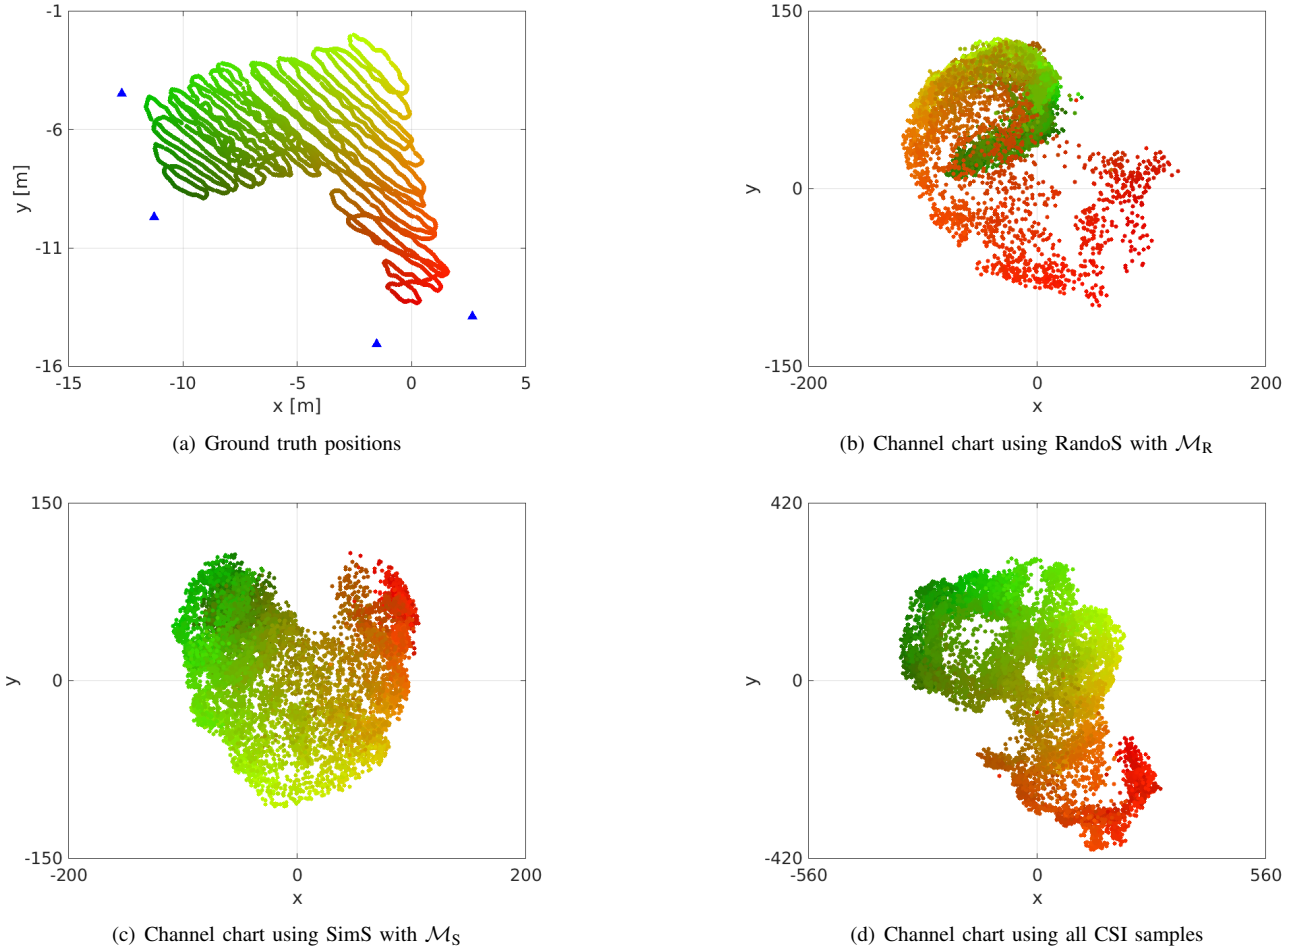 -1
-6
-11
-16
y [m]
-15
-10
-5
0
5
x [m]
(a) Ground truth positions
150
0
-150
y
-200
0
200
x
(b) Channel chart using RandoS with ℳR
150
0
-150
y
-200
0
200
x
(c) Channel chart using SimS with ℳS
420
0
-420
y
-560
0
560
x
(d) Channel chart using all CSI samples